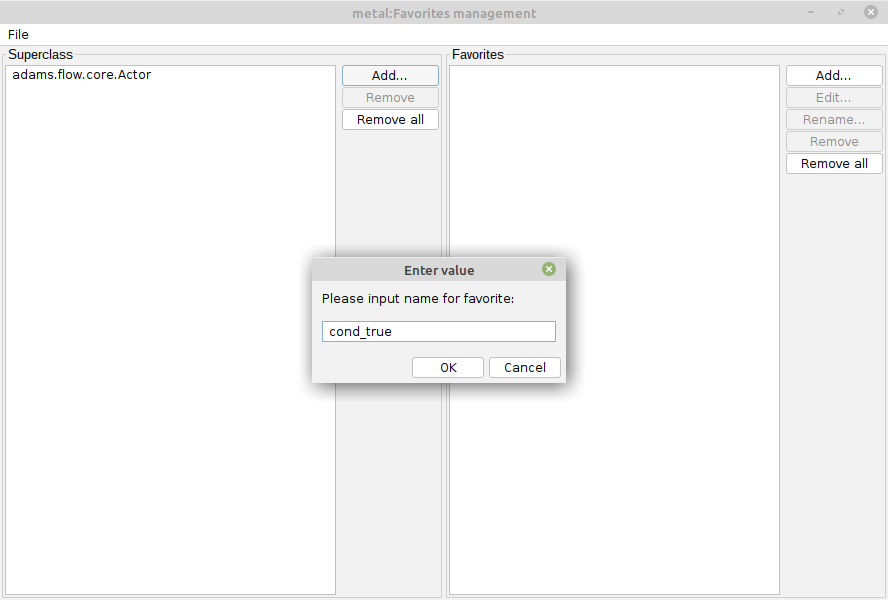 metal:Favorites management
File
Superclass
adams.flow.core.Actor
Add...
Remove
Remove all
Favorites
Add...
Edit...
Rename...
Remove
Remove all
Enter value
Please input name for favorite:
cond_true
OK
Cancel